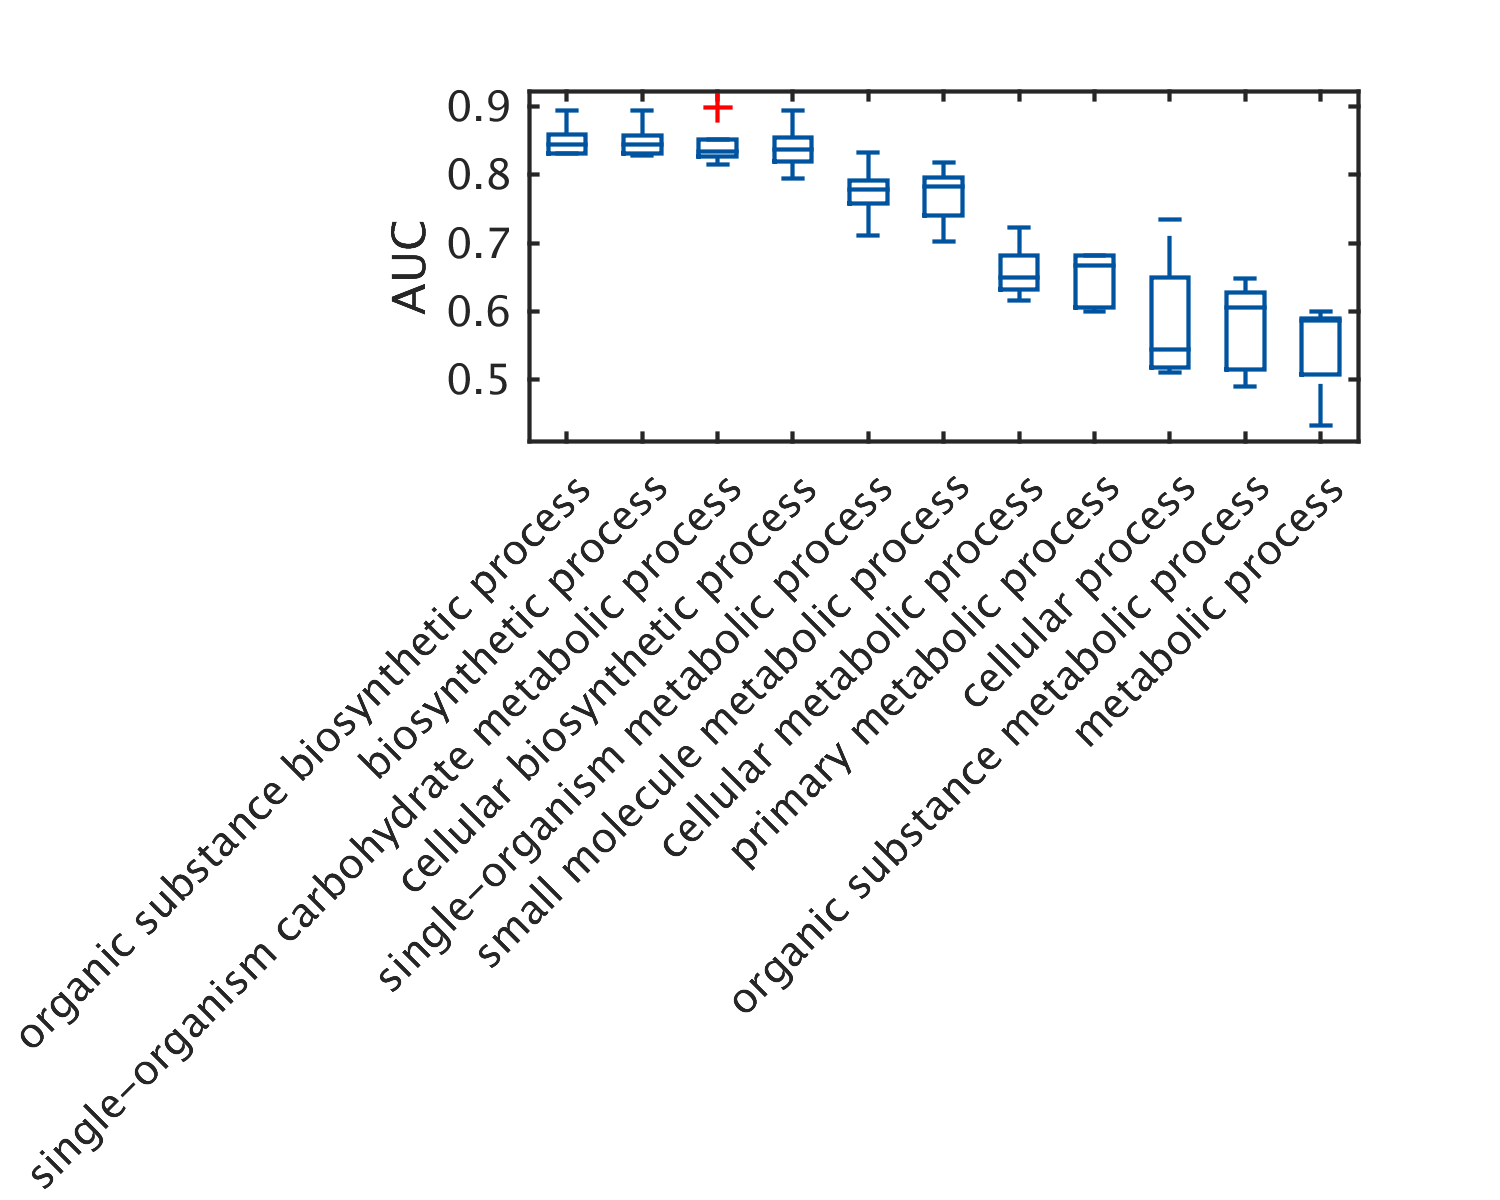 0.9
0.8
0.7
0.6
0.5
AUC
organic substance biosynthetic process
biosynthetic process
single−organism carbohydrate metabolic process
cellular biosynthetic process
single−organism metabolic process
small molecule metabolic process
cellular metabolic process
primary metabolic process
cellular process
organic substance metabolic process
metabolic process